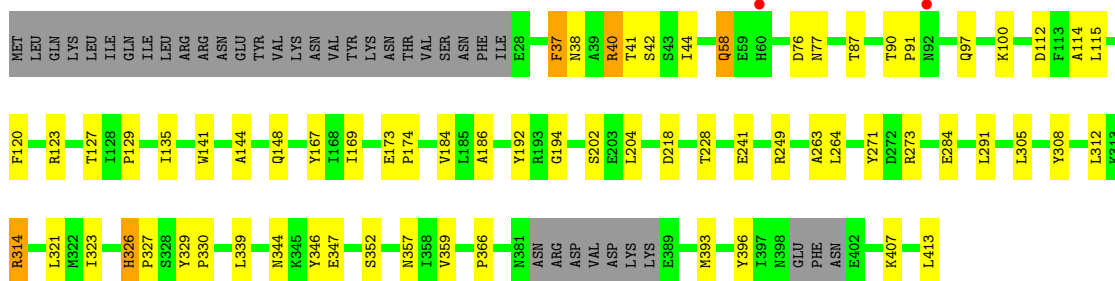 MET LEU GLN LYS LEU ILE ILE GLN ILE LEU ARG ARG ASN GLU TYR VAL LYS ASN VAL TYR LYS ASN THR VAL SER ASN PHE ILE E28 F37 N38 A39 R40 T41 S42 S43 I44 Q58 E59 H60 D76 N77 T87 T90 P91 N92 Q97 K100 D112 F113 A114 L115
F120 R123 T127 I128 P129 I135 W141 A144 Q148 Y167 I168 I169 E173 P174 V184 L185 A186 Y192 R193 G194 S202 E203 L204 D218 T228 E241 R249 A263 L264 Y271 D272 R273 E284 L291 L305 Y308 L312 K313
R314 L321 M322 I323 H326 P327 S328 Y329 P330 L339 N344 K345 Y346 E347 S352 N357 I358 V359 P366 N381 ASN ARG ASP VAL ASP LYS LYS E389 M393 Y396 I397 N398 GLU PHE ASN E402 K407 L413